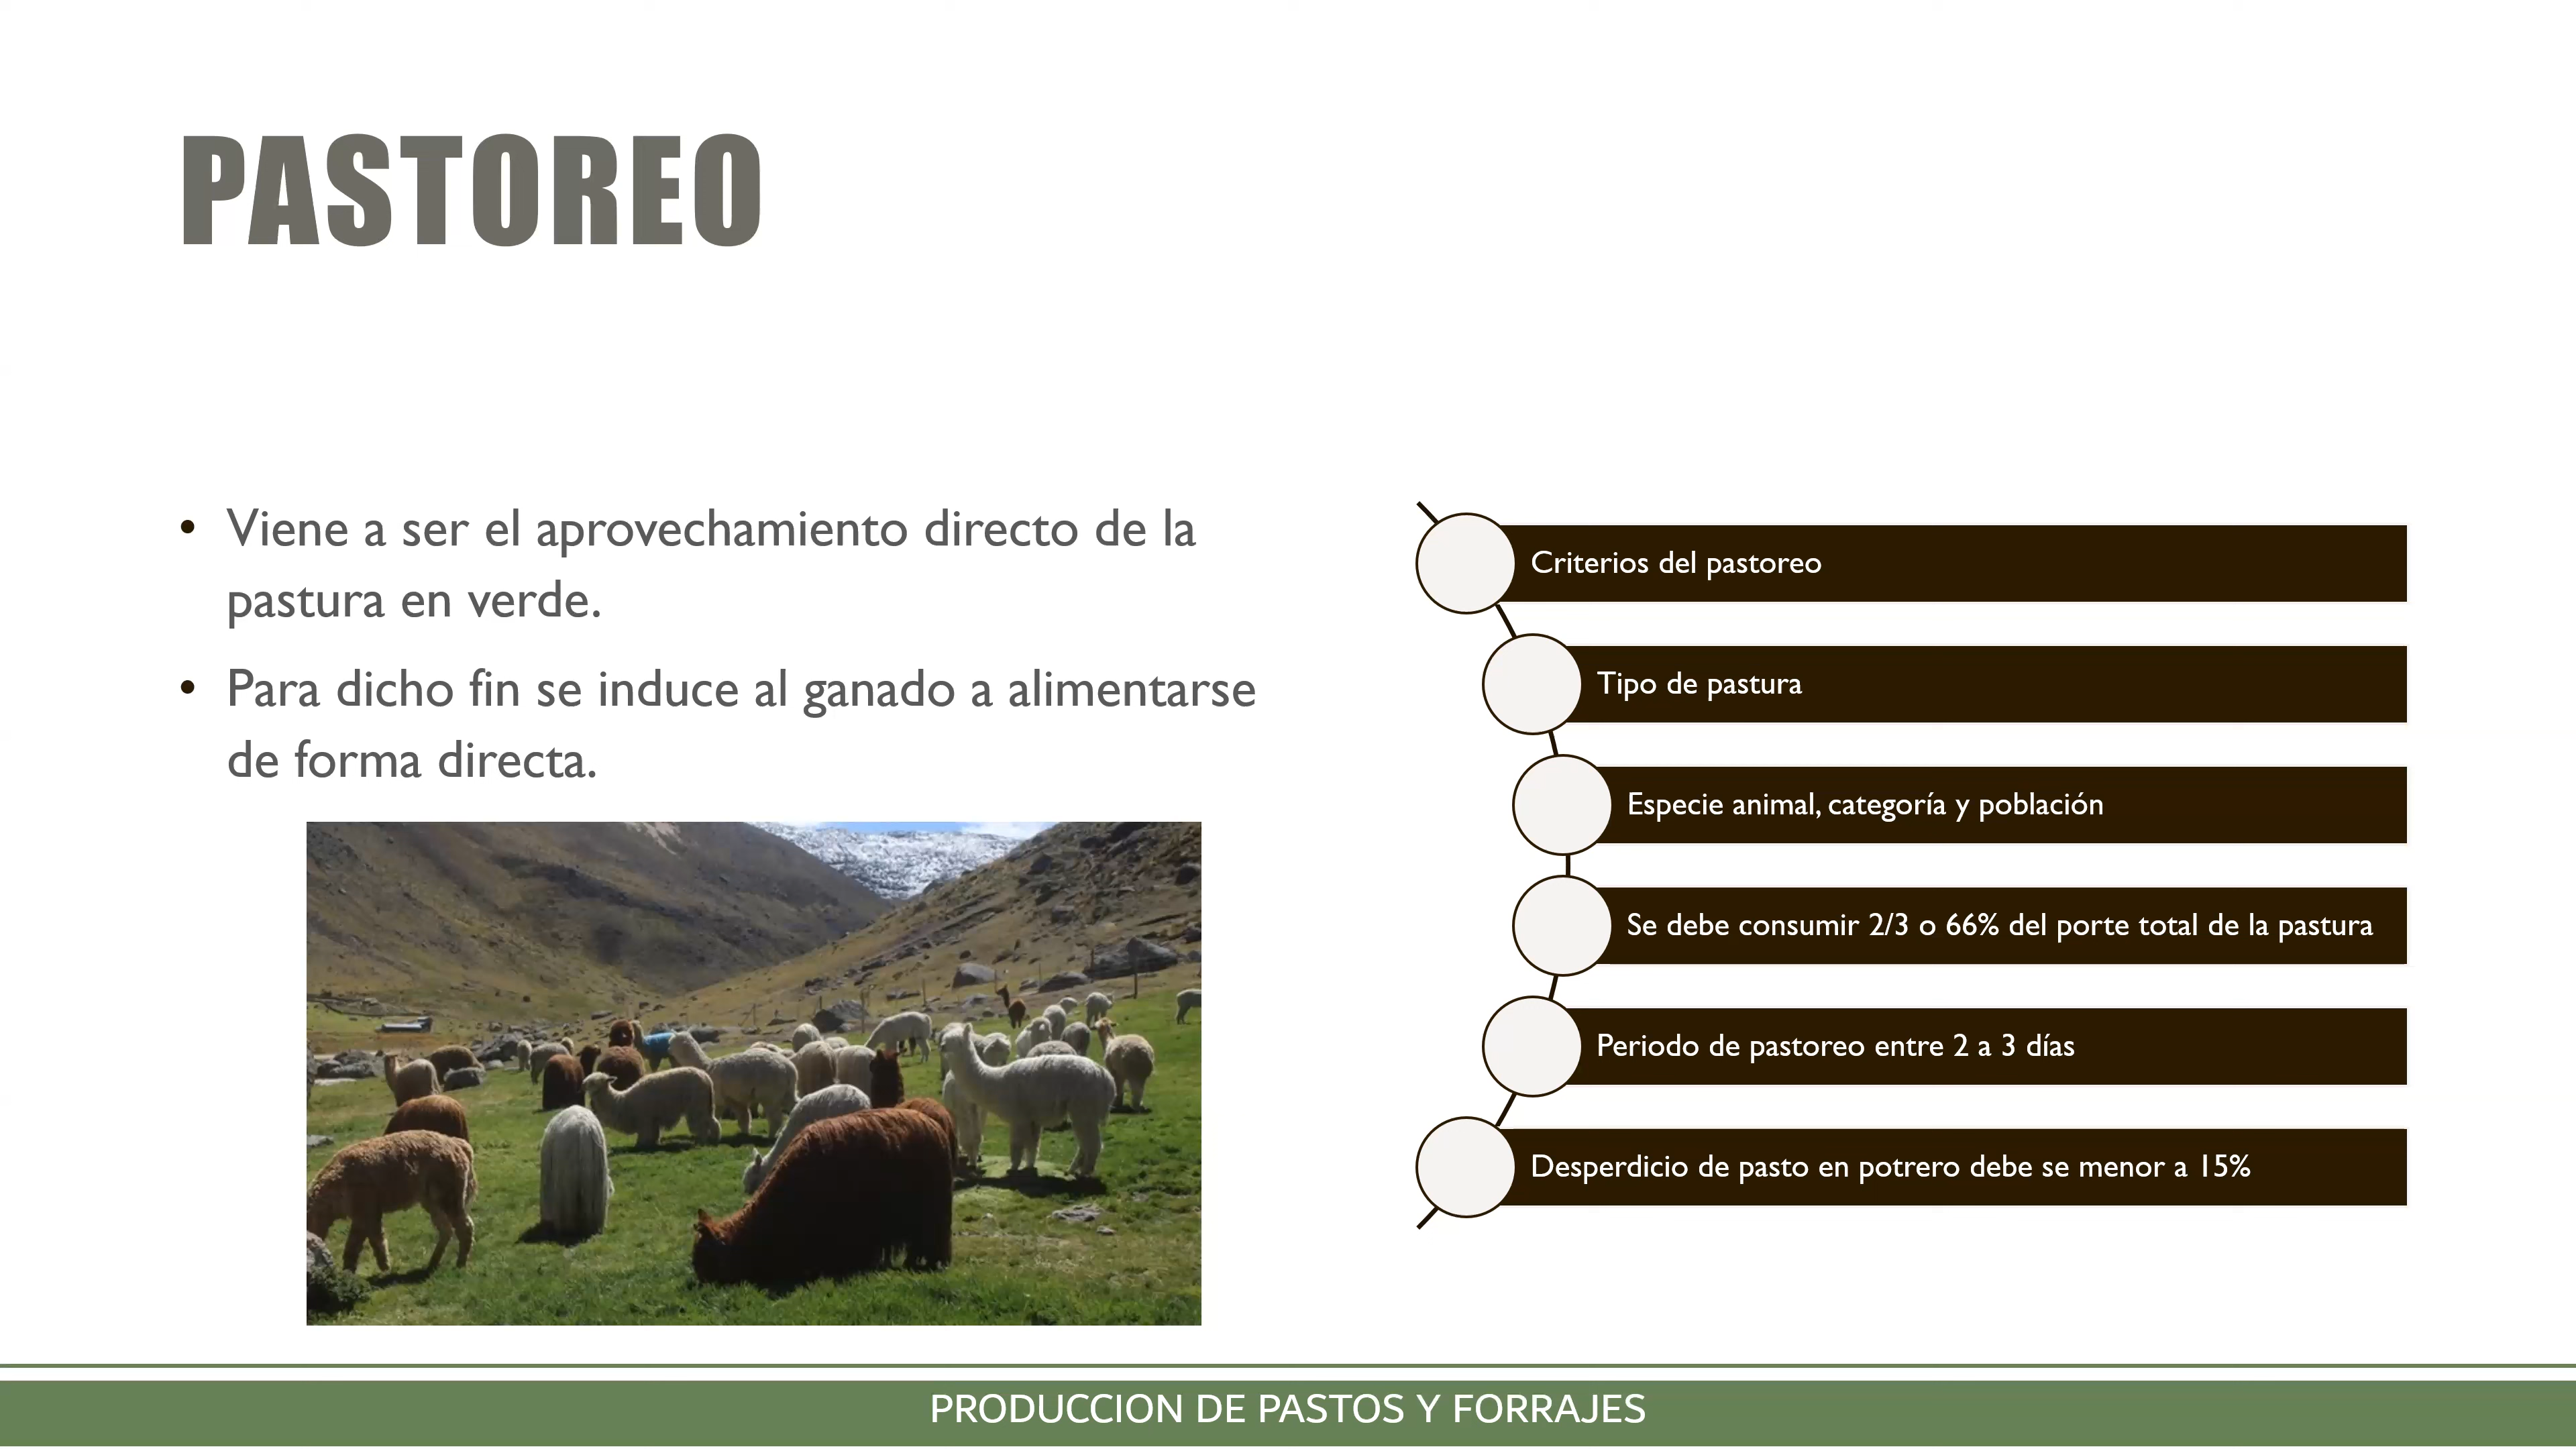 PASTOREO
• Viene a ser el aprovechamiento directo de la
pastura en verde.
• Para dicho fin se induce al ganado a alimentarse
de forma directa.
Criterios del pastoreo
Tipo de pastura
Especie animal, categoría y población
Se debe consumir 2/3 o 66% del porte total de la pastura
Periodo de pastoreo entre 2 a 3 días
Desperdicio de pasto en potrero debe se menor a 15%
PRODUCCION DE PASTOS Y FORRAJES